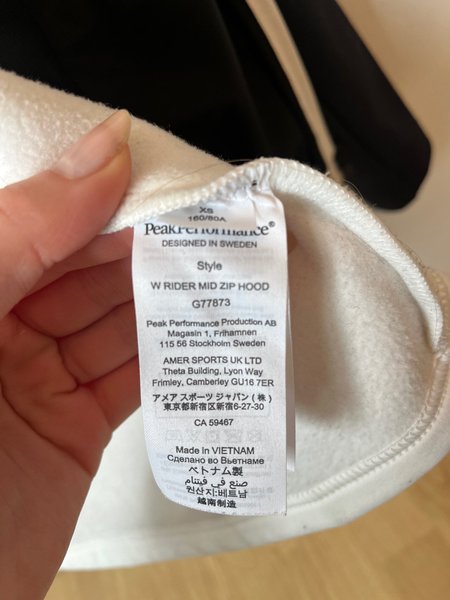 XS
160/80A
PeakPerformance®
DESIGNED IN SWEDEN
Style
W RIDER MID ZIP HOOD
G77873
Peak Performance Production AB
Magasin 1, Frihamnen
115 56 Stockholm Sweden
AMER SPORTS UK LTD
Theta Building, Lyon Way
Frimley, Camberley GU16 7ER
アメア スポーツ ジャパン(株)
東京都新宿区新宿6-27-30
CA 59467
Made in VIETNAM
Сделано во Вьетнаме
ベトナム製
صنع في فيتنام
원산지:베트남
越南制造